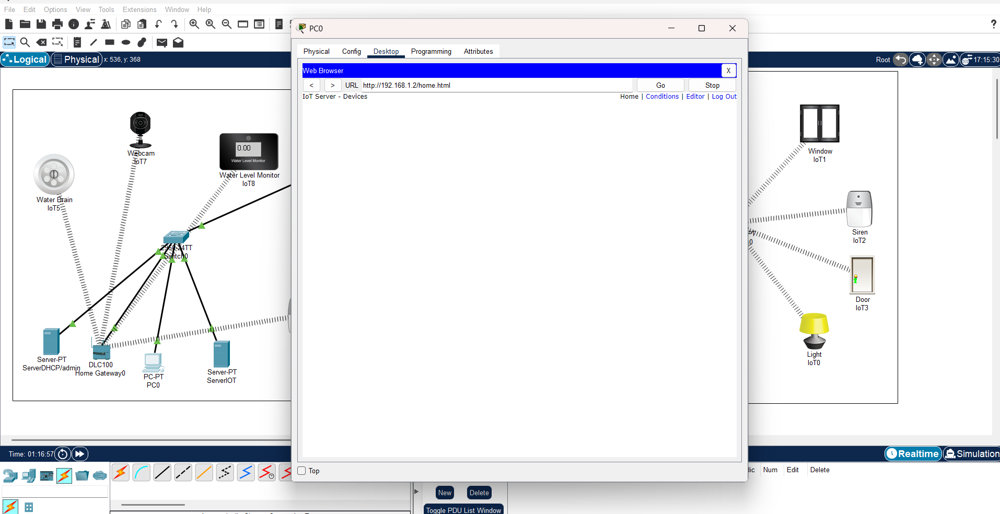 File Edit Options View Tools Extensions Window Help
?
PC0
Logical
Physical
x: 536, y: 368
Root
17:15:30
Physical Config Desktop Programming Attributes
Web Browser
X
< > URL http://192.168.1.2/home.html Go Stop
IoT Server - Devices
Home | Conditions | Editor | Log Out
Webcam
IoT7
0.00
Water Level Monitor
Water Level Monitor
IoT8
Water Drain
IoT5
2960-24TT
Switch0
Server-PT
ServerDHCP/admin
DLC100
Home Gateway0
PC-PT
PC0
Server-PT
ServerIOT
Window
IoT1
Siren
IoT2
Door
IoT3
Light
IoT0
Top
Time: 01:16:57
Realtime
Simulation
Num Edit Delete
New Delete
Toggle PDU List Window